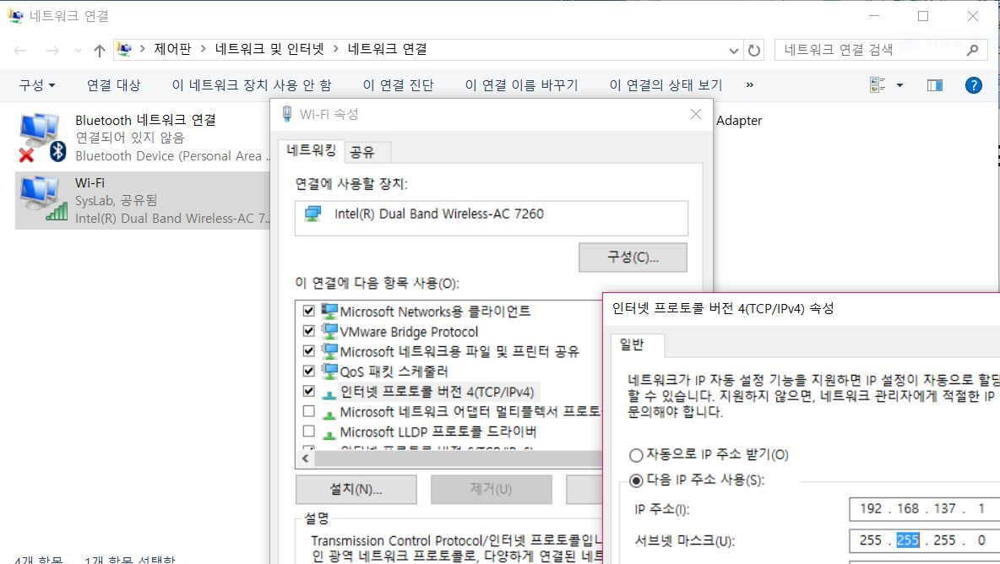 네트워크 연결
제어판 > 네트워크 및 인터넷 > 네트워크 연결
네트워크 연결 검색
구성 연결 대상 이 네트워크 장치 사용 안 함 이 연결 진단 이 연결 이름 바꾸기 이 연결의 상태 보기 »
Bluetooth 네트워크 연결
연결되어 있지 않음
Bluetooth Device (Personal Area ...
Wi-Fi
SysLab, 공유됨
Intel(R) Dual Band Wireless-AC 7...
Adapter
Wi-Fi 속성
네트워킹 공유
연결에 사용할 장치:
Intel(R) Dual Band Wireless-AC 7260
구성(C)...
이 연결에 다음 항목 사용(O):
Microsoft Networks용 클라이언트
VMware Bridge Protocol
Microsoft 네트워크용 파일 및 프린터 공유
QoS 패킷 스케줄러
인터넷 프로토콜 버전 4(TCP/IPv4)
Microsoft 네트워크 어댑터 멀티플렉서 프로토
Microsoft LLDP 프로토콜 드라이버
설치(N)... 제거(U)
설명
Transmission Control Protocol/인터넷 프로토콜입니
인 광역 네트워크 프로토콜로, 다양하게 연결된 네트
인터넷 프로토콜 버전 4(TCP/IPv4) 속성
일반
네트워크가 IP 자동 설정 기능을 지원하면 IP 설정이 자동으로 할당
할 수 있습니다. 지원하지 않으면, 네트워크 관리자에게 적절한 IP
문의해야 합니다.
자동으로 IP 주소 받기(O)
다음 IP 주소 사용(S):
IP 주소(I): 192 . 168 . 137 . 1
서브넷 마스크(U): 255 . 255 . 255 . 0
4개 항목 1개 항목 선택함